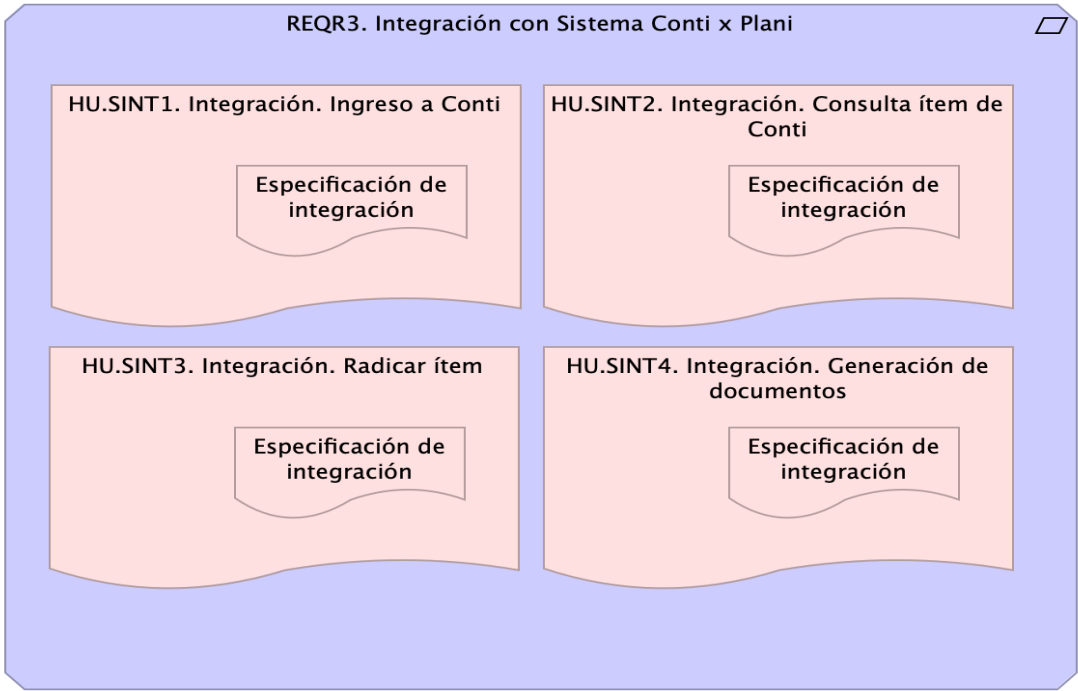 REQR3. Integración con Sistema Conti x Plani
HU.SINT1. Integración. Ingreso a Conti
Especificación de
integración
HU.SINT2. Integración. Consulta ítem de
Conti
Especificación de
integración
HU.SINT3. Integración. Radicar ítem
Especificación de
integración
HU.SINT4. Integración. Generación de
documentos
Especificación de
integración